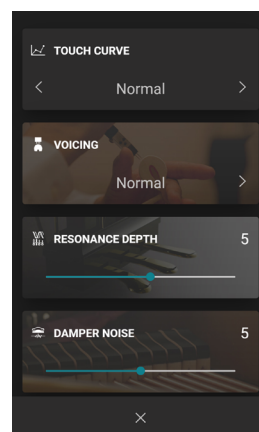 TOUCH CURVE
Normal
VOICING
Normal
RESONANCE DEPTH 5
DAMPER NOISE 5